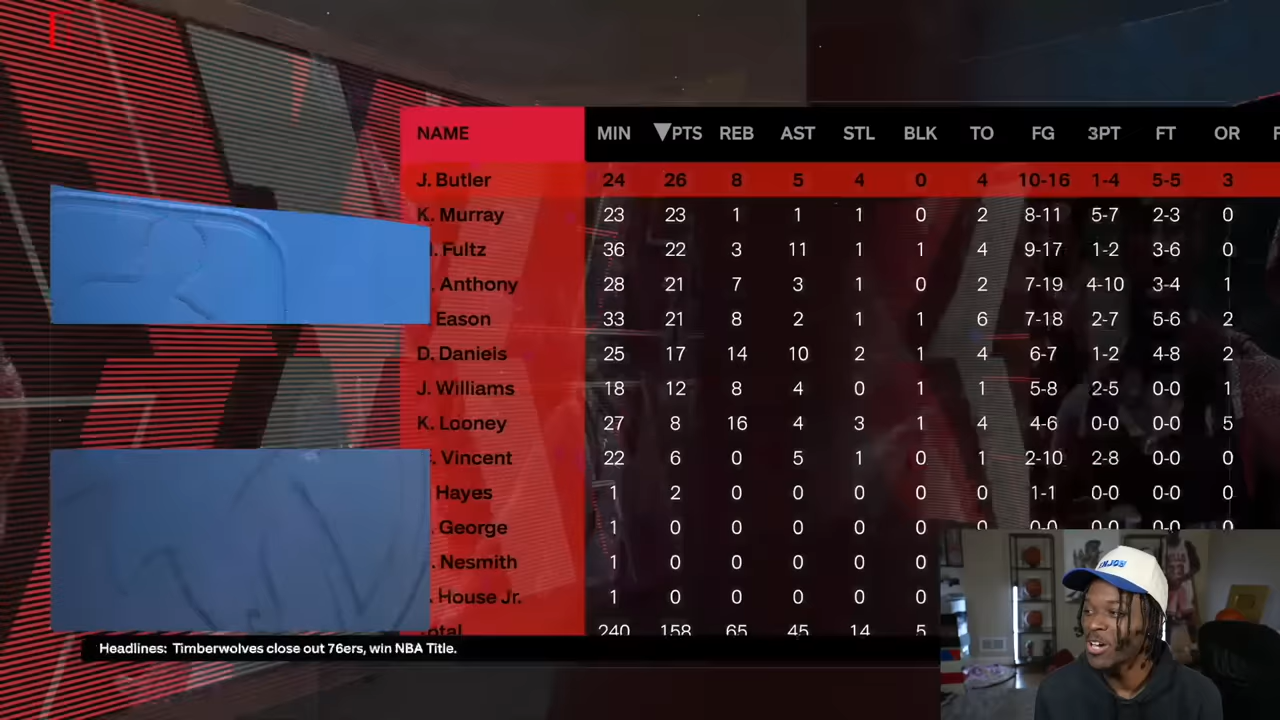 NAME MIN ▼PTS REB AST STL BLK TO FG 3PT FT OR
J. Butler 24 26 8 5 4 0 4 10-16 1-4 5-5 3
K. Murray 23 23 1 1 1 0 2 8-11 5-7 2-3 0
. Fultz 36 22 3 11 1 1 4 9-17 1-2 3-6 0
. Anthony 28 21 7 3 1 0 2 7-19 4-10 3-4 1
Eason 33 21 8 2 1 1 6 7-18 2-7 5-6 2
D. Daniels 25 17 14 10 2 1 4 6-7 1-2 4-8 2
J. Williams 18 12 8 4 0 1 1 5-8 2-5 0-0 1
K. Looney 27 8 16 4 3 1 4 4-6 0-0 0-0 5
. Vincent 22 6 0 5 1 0 1 2-10 2-8 0-0 0
Hayes 1 2 0 0 0 0 0 1-1 0-0 0-0 0
. George 1 0 0 0 0 0 0 0-0 0-0 0-0 0
. Nesmith 1 0 0 0 0 0
. House Jr. 1 0 0 0 0 0
otal 240 158 65 45 14 5
Headlines: Timberwolves close out 76ers, win NBA Title.